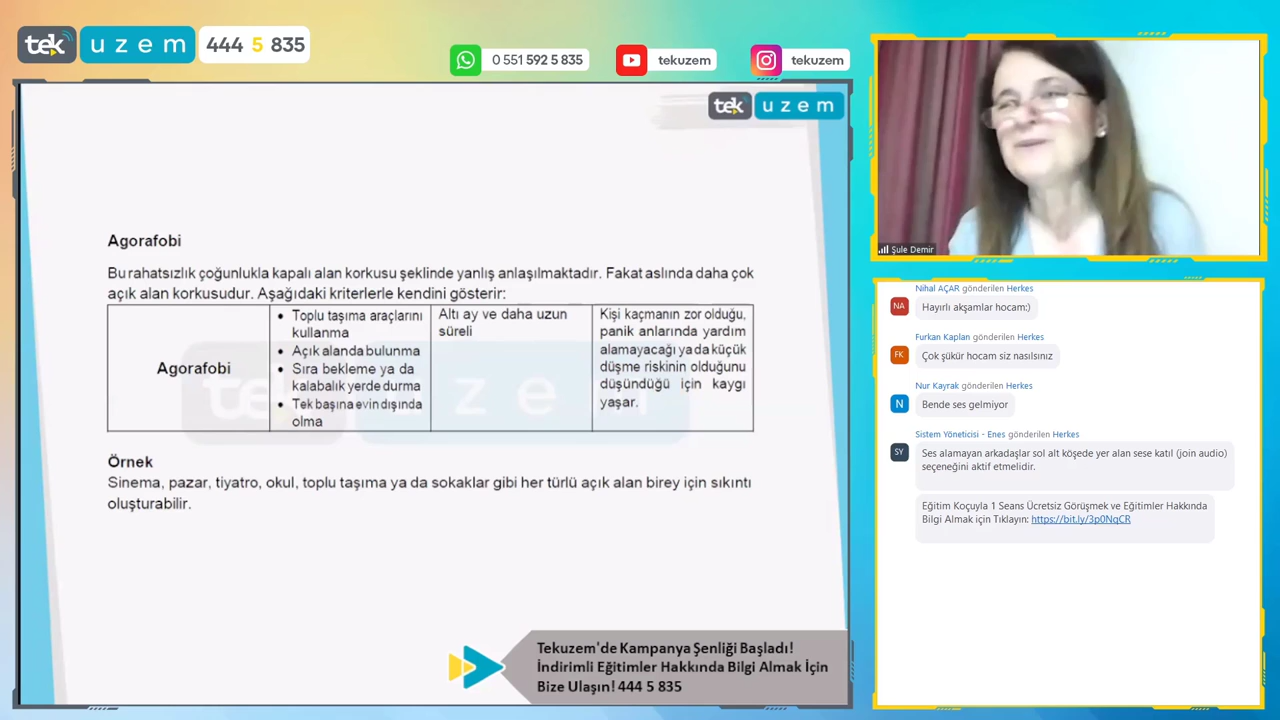 tek uzem 444 5 835
0 551 592 5 835
tekuzem
tekuzem
tek uzem
Agorafobi
Bu rahatsızlık çoğunlukla kapalı alan korkusu şeklinde yanlış anlaşılmaktadır. Fakat aslında daha çok
açık alan korkusudur. Aşağıdaki kriterlerle kendini gösterir:
Agorafobi
• Toplu taşıma araçlarını
kullanma
• Açık alanda bulunma
• Sıra bekleme ya da
kalabalık yerde durma
• Tek başına evin dışında
olma
Altı ay ve daha uzun
süreli
Kişi kaçmanın zor olduğu,
panik anlarında yardım
alamayacağı ya da küçük
düşme riskinin olduğunu
düşündüğü için kaygı
yaşar.
Örnek
Sinema, pazar, tiyatro, okul, toplu taşıma ya da sokaklar gibi her türlü açık alan birey için sıkıntı
oluşturabilir.
Tekuzem'de Kampanya Şenliği Başladı!
İndirimli Eğitimler Hakkında Bilgi Almak İçin
Bize Ulaşın! 444 5 835
Şule Demir
Nihal AÇAR gönderilen Herkes
NA
Hayırlı akşamlar hocam:)
Furkan Kaplan gönderilen Herkes
FK
Çok şükür hocam siz nasılsınız
Nur Kayrak gönderilen Herkes
N
Bende ses gelmiyor
Sistem Yöneticisi - Enes gönderilen Herkes
SY
Ses alamayan arkadaşlar sol alt köşede yer alan sese katıl (join audio)
seçeneğini aktif etmelidir.
Eğitim Koçuyla 1 Seans Ücretsiz Görüşmek ve Eğitimler Hakkında
Bilgi Almak için Tıklayın: https://bit.ly/3p0NqCR